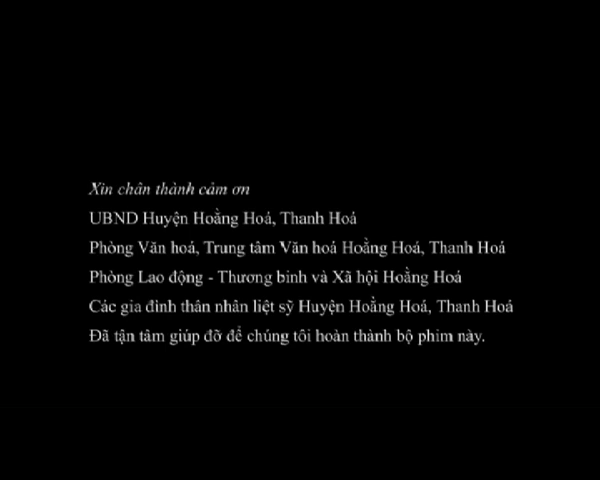 Xin chân thành cảm ơn
UBND Huyện Hoằng Hoá, Thanh Hoá
Phòng Văn hoá, Trung tâm Văn hoá Hoằng Hoá, Thanh Hoá
Phòng Lao động - Thương binh và Xã hội Hoằng Hoá
Các gia đình thân nhân liệt sỹ Huyện Hoằng Hoá, Thanh Hoá
Đã tận tâm giúp đỡ để chúng tôi hoàn thành bộ phim này.